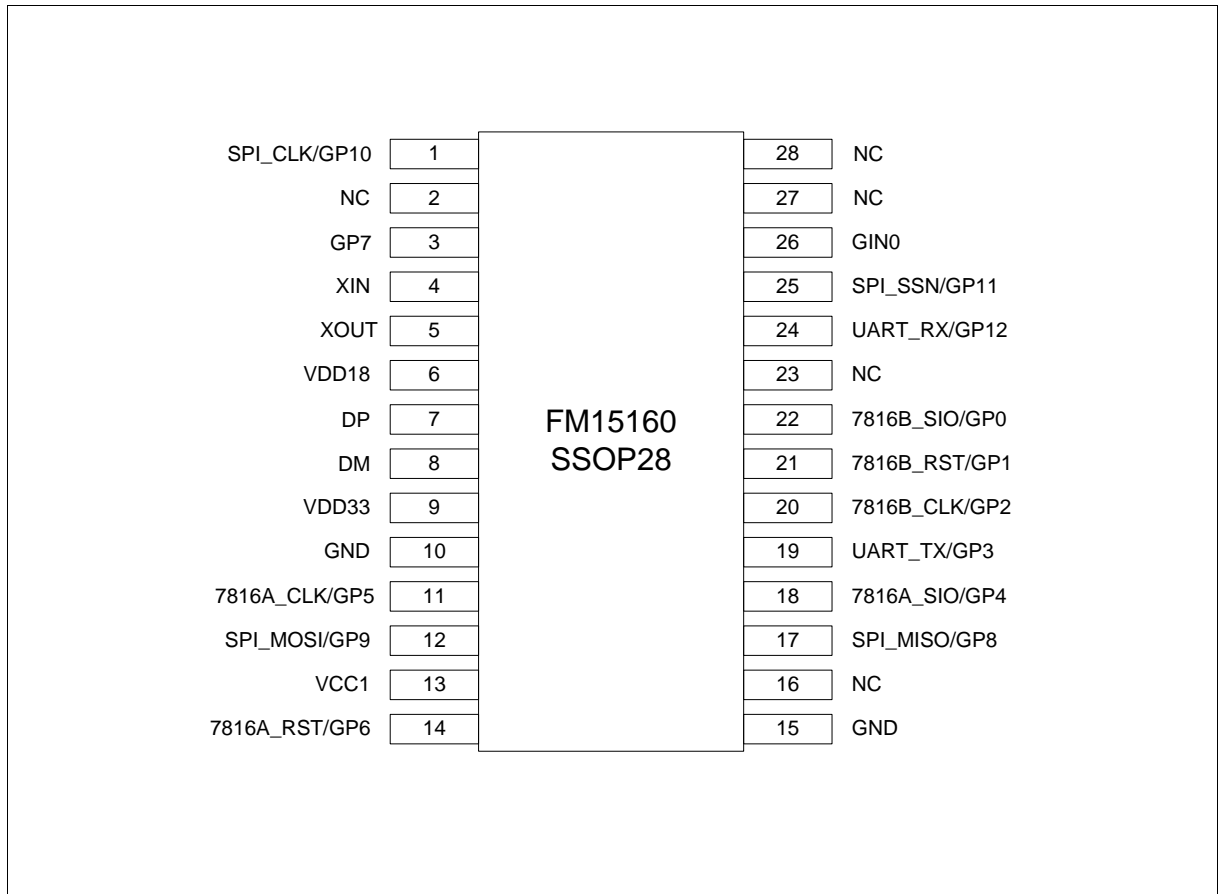 SPI_CLK/GP10 1 28 NC
NC 2 27 NC
GP7 3 26 GIN0
XIN 4 25 SPI_SSN/GP11
XOUT 5 24 UART_RX/GP12
VDD18 6 23 NC
DP 7 22 7816B_SIO/GP0
FM15160
SSOP28
DM 8 21 7816B_RST/GP1
VDD33 9 20 7816B_CLK/GP2
GND 10 19 UART_TX/GP3
7816A_CLK/GP5 11 18 7816A_SIO/GP4
SPI_MOSI/GP9 12 17 SPI_MISO/GP8
VCC1 13 16 NC
7816A_RST/GP6 14 15 GND